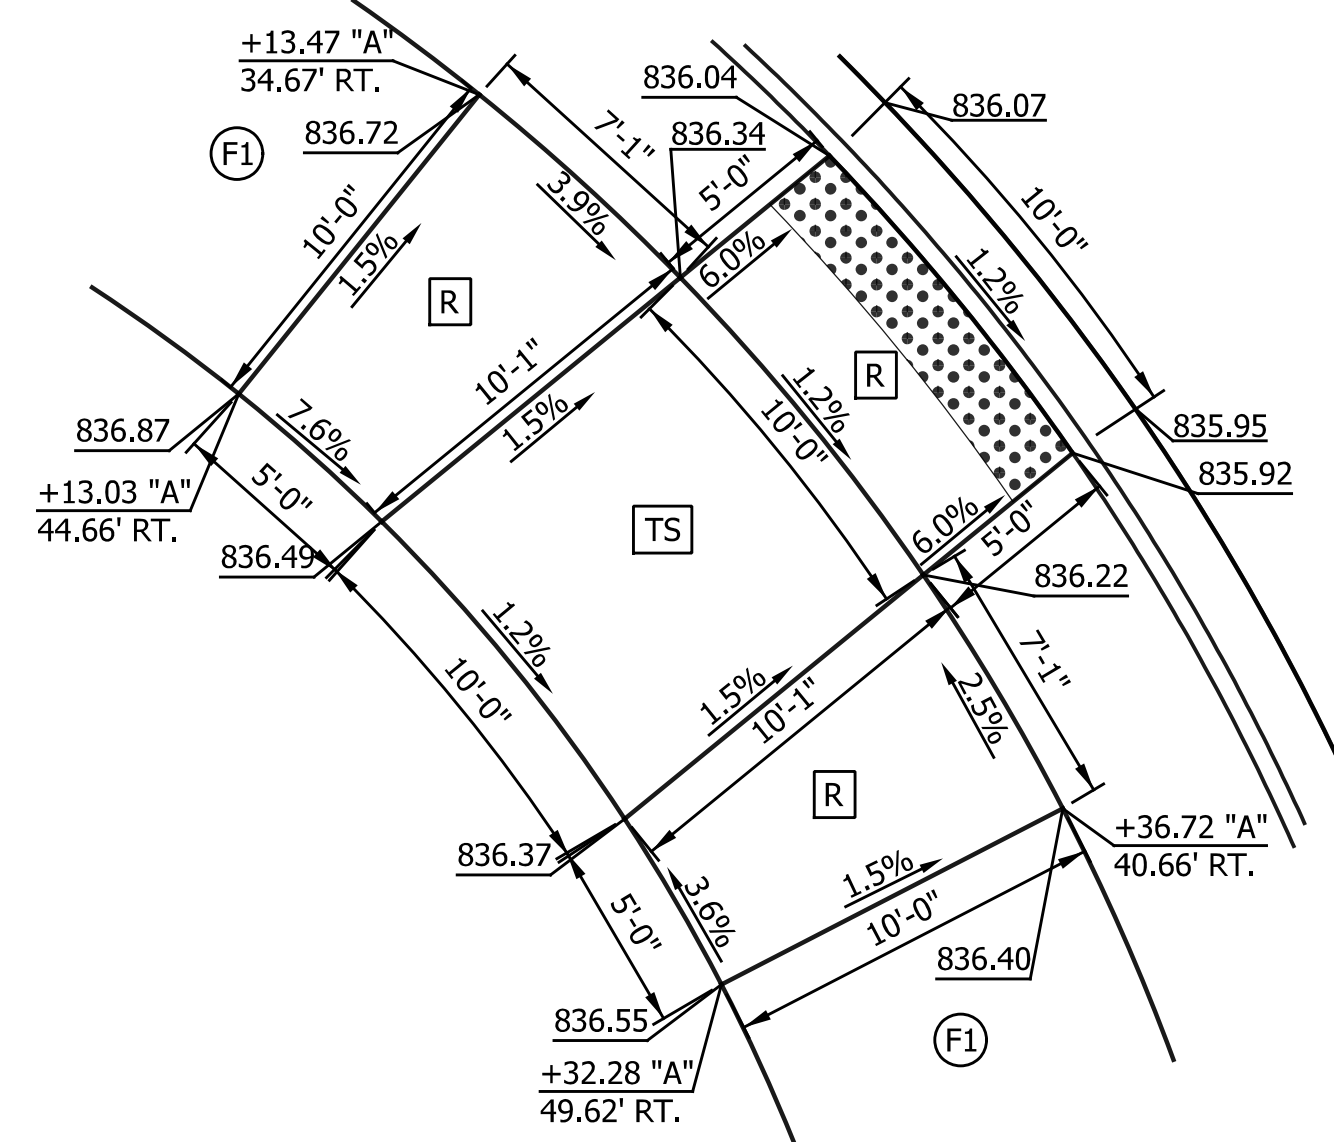 +13.47 "A"
34.67' RT.
836.04
836.07
836.72
F1
7'-1"
836.34
5'-0"
3.9%
10'-0"
10'-0"
1.5%
6.0%
1.2%
R
10'-1"
R
1.2%
1.5%
10'-0"
836.87
7.6%
835.95
+13.03 "A"
44.66' RT.
5'-0"
835.92
TS
6.0%
5'-0"
836.49
836.22
1.2%
10'-0"
1.5%
10'-1"
7'-1"
2.5%
R
836.37
+36.72 "A"
40.66' RT.
1.5%
10'-0"
3.6%
5'-0"
836.40
836.55
F1
+32.28 "A"
49.62' RT.